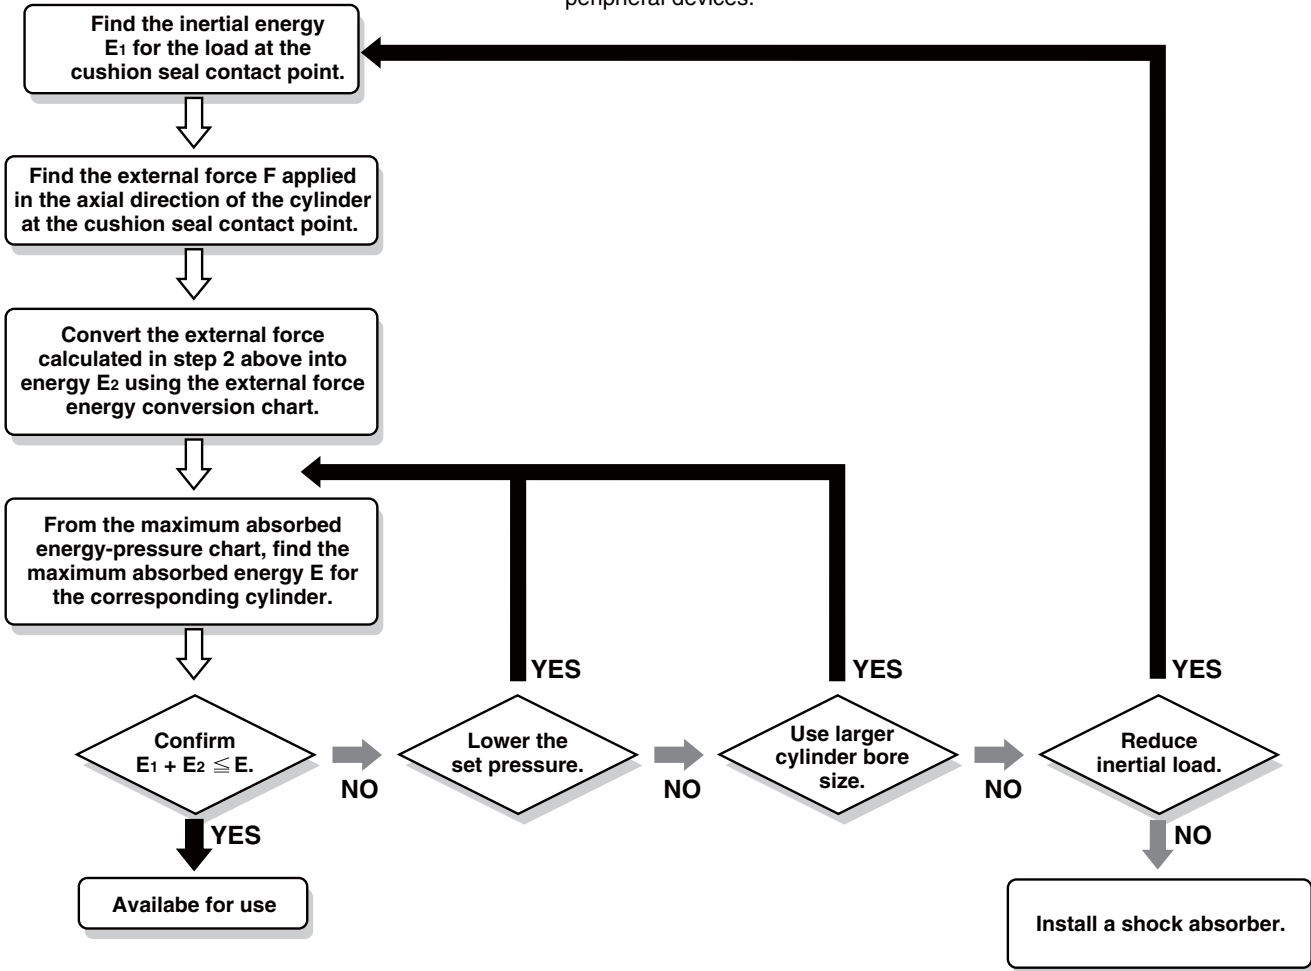 peripheral devices.
Find the inertial energy
E1 for the load at the
cushion seal contact point.
Find the external force F applied
in the axial direction of the cylinder
at the cushion seal contact point.
Convert the external force
calculated in step 2 above into
energy E2 using the external force
energy conversion chart.
From the maximum absorbed
energy-pressure chart, find the
maximum absorbed energy E for
the corresponding cylinder.
YES
YES
YES
Confirm
E1 + E2 ≦ E.
NO
Lower the
set pressure.
NO
Use larger
cylinder bore
size.
NO
Reduce
inertial load.
YES
NO
Availabe for use
Install a shock absorber.